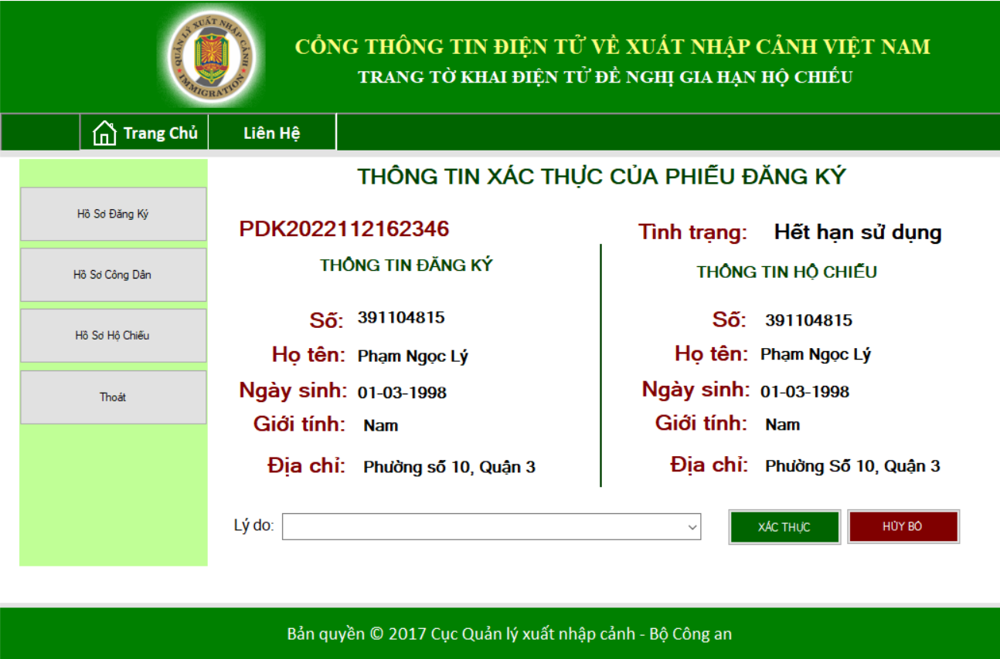 QUẢN LÝ XUẤT NHẬP CẢNH
IMMIGRATION
CỔNG THÔNG TIN ĐIỆN TỬ VỀ XUẤT NHẬP CẢNH VIỆT NAM
TRANG TỜ KHAI ĐIỆN TỬ ĐỀ NGHỊ GIA HẠN HỘ CHIẾU
Trang Chủ Liên Hệ
THÔNG TIN XÁC THỰC CỦA PHIẾU ĐĂNG KÝ
Hồ Sơ Đăng Ký
Hồ Sơ Công Dân
Hồ Sơ Hộ Chiếu
Thoát
PDK2022112162346
Tình trạng: Hết hạn sử dụng
THÔNG TIN ĐĂNG KÝ
Số: 391104815
Họ tên: Phạm Ngọc Lý
Ngày sinh: 01-03-1998
Giới tính: Nam
Địa chỉ: Phường số 10, Quận 3
THÔNG TIN HỘ CHIẾU
Số: 391104815
Họ tên: Phạm Ngọc Lý
Ngày sinh: 01-03-1998
Giới tính: Nam
Địa chỉ: Phường Số 10, Quận 3
Lý do:
XÁC THỰC
HỦY BỎ
Bản quyền © 2017 Cục Quản lý xuất nhập cảnh - Bộ Công an